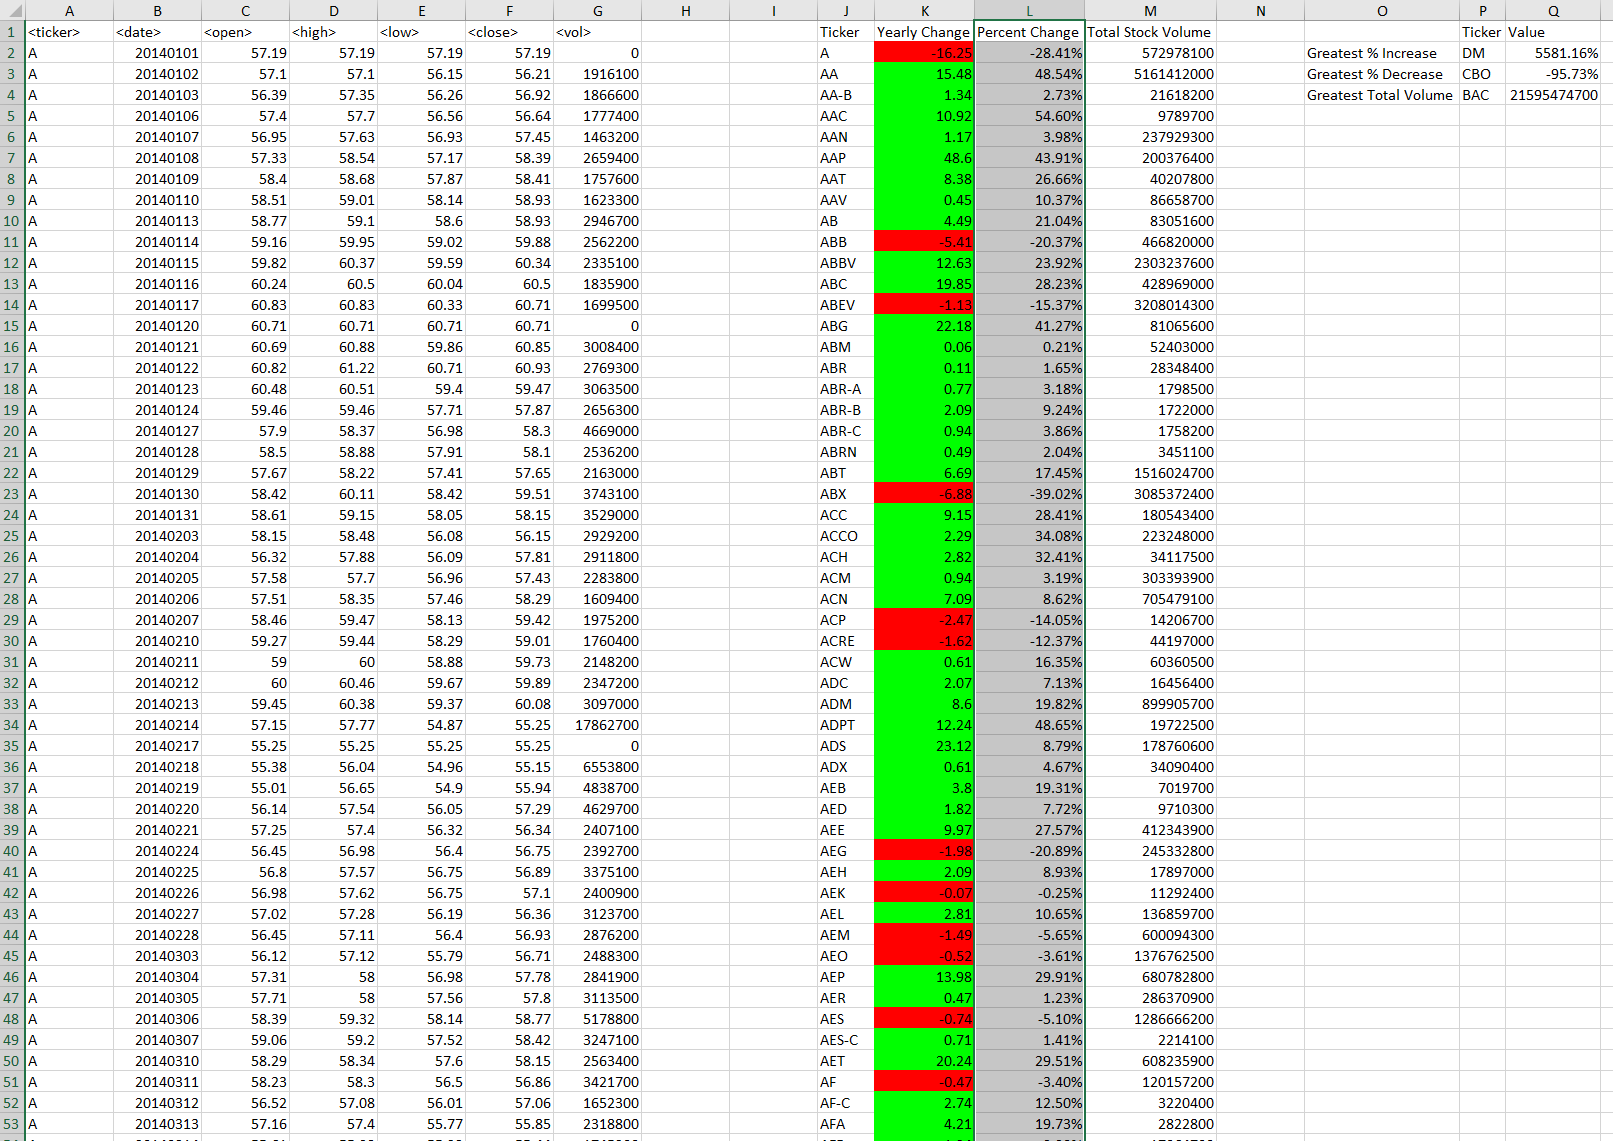 A B C D E F G H I J K L M N O P Q
1 <ticker> <date> <open> <high> <low> <close> <vol> Ticker Yearly Change Percent Change Total Stock Volume Ticker Value
2 A 20140101 57.19 57.19 57.19 57.19 0 A -16.25 -28.41% 572978100 Greatest % Increase DM 5581.16%
3 A 20140102 57.1 57.1 56.15 56.21 1916100 AA 15.48 48.54% 5161412000 Greatest % Decrease CBO -95.73%
4 A 20140103 56.39 57.35 56.26 56.92 1866600 AA-B 1.34 2.73% 21618200 Greatest Total Volume BAC 21595474700
5 A 20140106 57.4 57.7 56.56 56.64 1777400 AAC 10.92 54.60% 9789700
6 A 20140107 56.95 57.63 56.93 57.45 1463200 AAN 1.17 3.98% 237929300
7 A 20140108 57.33 58.54 57.17 58.39 2659400 AAP 48.6 43.91% 200376400
8 A 20140109 58.4 58.68 57.87 58.41 1757600 AAT 8.38 26.66% 40207800
9 A 20140110 58.51 59.01 58.14 58.93 1623300 AAV 0.45 10.37% 86658700
10 A 20140113 58.77 59.1 58.6 58.93 2946700 AB 4.49 21.04% 83051600
11 A 20140114 59.16 59.95 59.02 59.88 2562200 ABB -5.41 -20.37% 466820000
12 A 20140115 59.82 60.37 59.59 60.34 2335100 ABBV 12.63 23.92% 2303237600
13 A 20140116 60.24 60.5 60.04 60.5 1835900 ABC 19.85 28.23% 428969000
14 A 20140117 60.83 60.83 60.33 60.71 1699500 ABEV -1.13 -15.37% 3208014300
15 A 20140120 60.71 60.71 60.71 60.71 0 ABG 22.18 41.27% 81065600
16 A 20140121 60.69 60.88 59.86 60.85 3008400 ABM 0.06 0.21% 52403000
17 A 20140122 60.82 61.22 60.71 60.93 2769300 ABR 0.11 1.65% 28348400
18 A 20140123 60.48 60.51 59.4 59.47 3063500 ABR-A 0.77 3.18% 1798500
19 A 20140124 59.46 59.46 57.71 57.87 2656300 ABR-B 2.09 9.24% 1722000
20 A 20140127 57.9 58.37 56.98 58.3 4669000 ABR-C 0.94 3.86% 1758200
21 A 20140128 58.5 58.88 57.91 58.1 2536200 ABRN 0.49 2.04% 3451100
22 A 20140129 57.67 58.22 57.41 57.65 2163000 ABT 6.69 17.45% 1516024700
23 A 20140130 58.42 60.11 58.42 59.51 3743100 ABX -6.88 -39.02% 3085372400
24 A 20140131 58.61 59.15 58.05 58.15 3529000 ACC 9.15 28.41% 180543400
25 A 20140203 58.15 58.48 56.08 56.15 2929200 ACCO 2.29 34.08% 223248000
26 A 20140204 56.32 57.88 56.09 57.81 2911800 ACH 2.82 32.41% 34117500
27 A 20140205 57.58 57.7 56.96 57.43 2283800 ACM 0.94 3.19% 303393900
28 A 20140206 57.51 58.35 57.46 58.29 1609400 ACN 7.09 8.62% 705479100
29 A 20140207 58.46 59.47 58.13 59.42 1975200 ACP -2.47 -14.05% 14206700
30 A 20140210 59.27 59.44 58.29 59.01 1760400 ACRE -1.62 -12.37% 44197000
31 A 20140211 59 60 58.88 59.73 2148200 ACW 0.61 16.35% 60360500
32 A 20140212 60 60.46 59.67 59.89 2347200 ADC 2.07 7.13% 16456400
33 A 20140213 59.45 60.38 59.37 60.08 3097000 ADM 8.6 19.82% 899905700
34 A 20140214 57.15 57.77 54.87 55.25 17862700 ADPT 12.24 48.65% 19722500
35 A 20140217 55.25 55.25 55.25 55.25 0 ADS 23.12 8.79% 178760600
36 A 20140218 55.38 56.04 54.96 55.15 6553800 ADX 0.61 4.67% 34090400
37 A 20140219 55.01 56.65 54.9 55.94 4838700 AEB 3.8 19.31% 7019700
38 A 20140220 56.14 57.54 56.05 57.29 4629700 AED 1.82 7.72% 9710300
39 A 20140221 57.25 57.4 56.32 56.34 2407100 AEE 9.97 27.57% 412343900
40 A 20140224 56.45 56.98 56.4 56.75 2392700 AEG -1.98 -20.89% 245332800
41 A 20140225 56.8 57.57 56.75 56.89 3375100 AEH 2.09 8.93% 17897000
42 A 20140226 56.98 57.62 56.75 57.1 2400900 AEK -0.07 -0.25% 11292400
43 A 20140227 57.02 57.28 56.19 56.36 3123700 AEL 2.81 10.65% 136859700
44 A 20140228 56.45 57.11 56.4 56.93 2876200 AEM -1.49 -5.65% 600094300
45 A 20140303 56.12 57.12 55.79 56.71 2488300 AEO -0.52 -3.61% 1376762500
46 A 20140304 57.31 58 56.98 57.78 2841900 AEP 13.98 29.91% 680782800
47 A 20140305 57.71 58 57.56 57.8 3113500 AER 0.47 1.23% 286370900
48 A 20140306 58.39 59.32 58.14 58.77 5178800 AES -0.74 -5.10% 1286666200
49 A 20140307 59.06 59.2 57.52 58.42 3247100 AES-C 0.71 1.41% 2214100
50 A 20140310 58.29 58.34 57.6 58.15 2563400 AET 20.24 29.51% 608235900
51 A 20140311 58.23 58.3 56.5 56.86 3421700 AF -0.47 -3.40% 120157200
52 A 20140312 56.52 57.08 56.01 57.06 1652300 AF-C 2.74 12.50% 3220400
53 A 20140313 57.16 57.4 55.77 55.85 2318800 AFA 4.21 19.73% 2822800